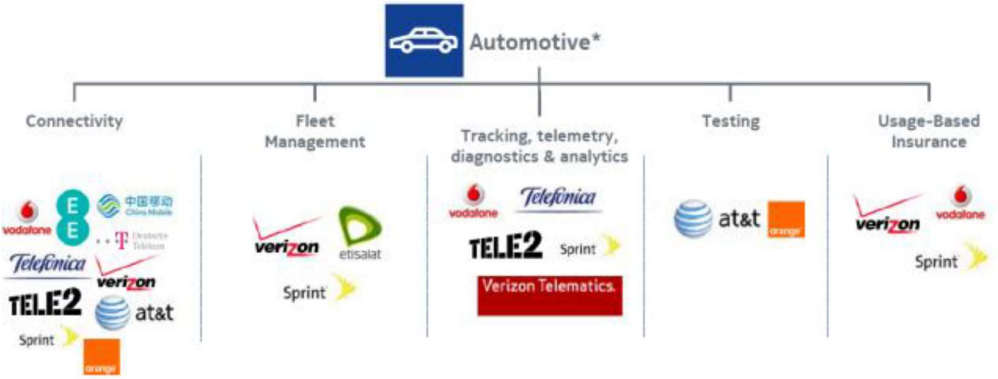 Automotive*
Connectivity
Fleet
Management
Tracking, telemetry,
diagnostics & analytics
Testing
Usage-Based
Insurance
vodafone
E
E
中国移动
China Mobile
T Deutsche
Telekom
Telefónica
verizon
TELE2
at&t
Sprint
orange
verizon
etisalat
Sprint
vodafone
Telefónica
TELE2
Sprint
Verizon Telematics.
at&t
orange
verizon
vodafone
Sprint